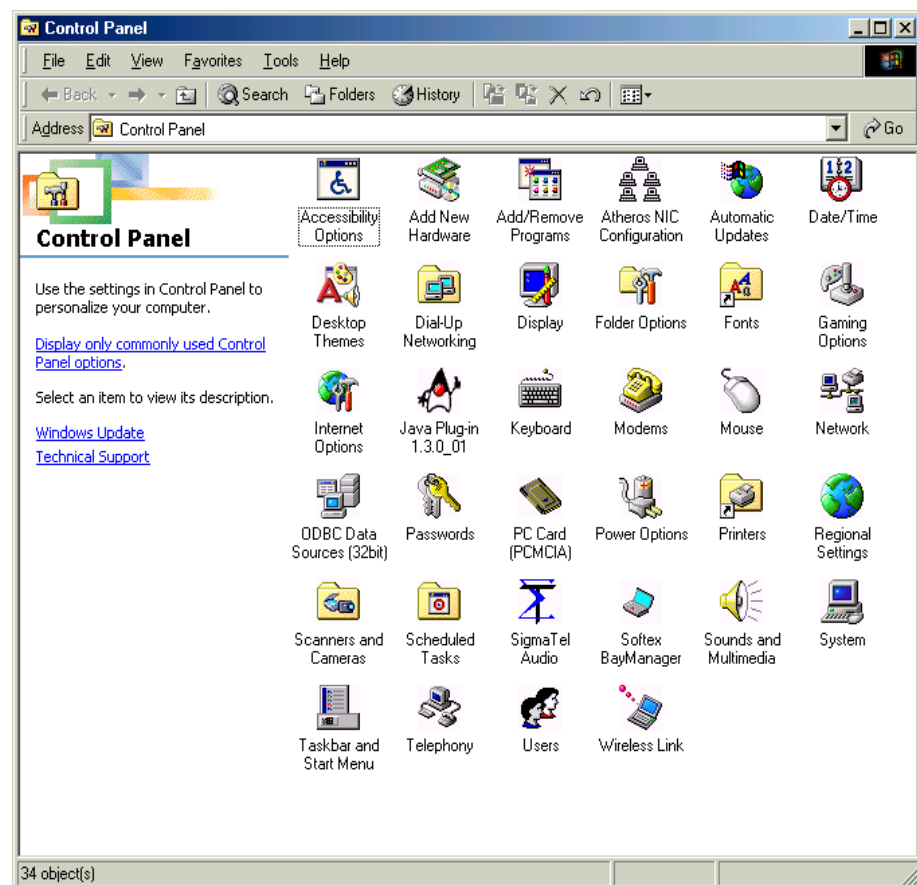 Control Panel
File Edit View Favorites Tools Help
Back Search Folders History
Address Control Panel Go
Control Panel
Use the settings in Control Panel to
personalize your computer.
Display only commonly used Control
Panel options.
Select an item to view its description.
Windows Update
Technical Support
Accessibility
Options
Add New
Hardware
Add/Remove
Programs
Atheros NIC
Configuration
Automatic
Updates
Date/Time
Desktop
Themes
Dial-Up
Networking
Display
Folder Options
Fonts
Gaming
Options
Internet
Options
Java Plug-in
1.3.0_01
Keyboard
Modems
Mouse
Network
ODBC Data
Sources (32bit)
Passwords
PC Card
(PCMCIA)
Power Options
Printers
Regional
Settings
Scanners and
Cameras
Scheduled
Tasks
SigmaTel
Audio
Softex
BayManager
Sounds and
Multimedia
System
Taskbar and
Start Menu
Telephony
Users
Wireless Link
34 object(s)